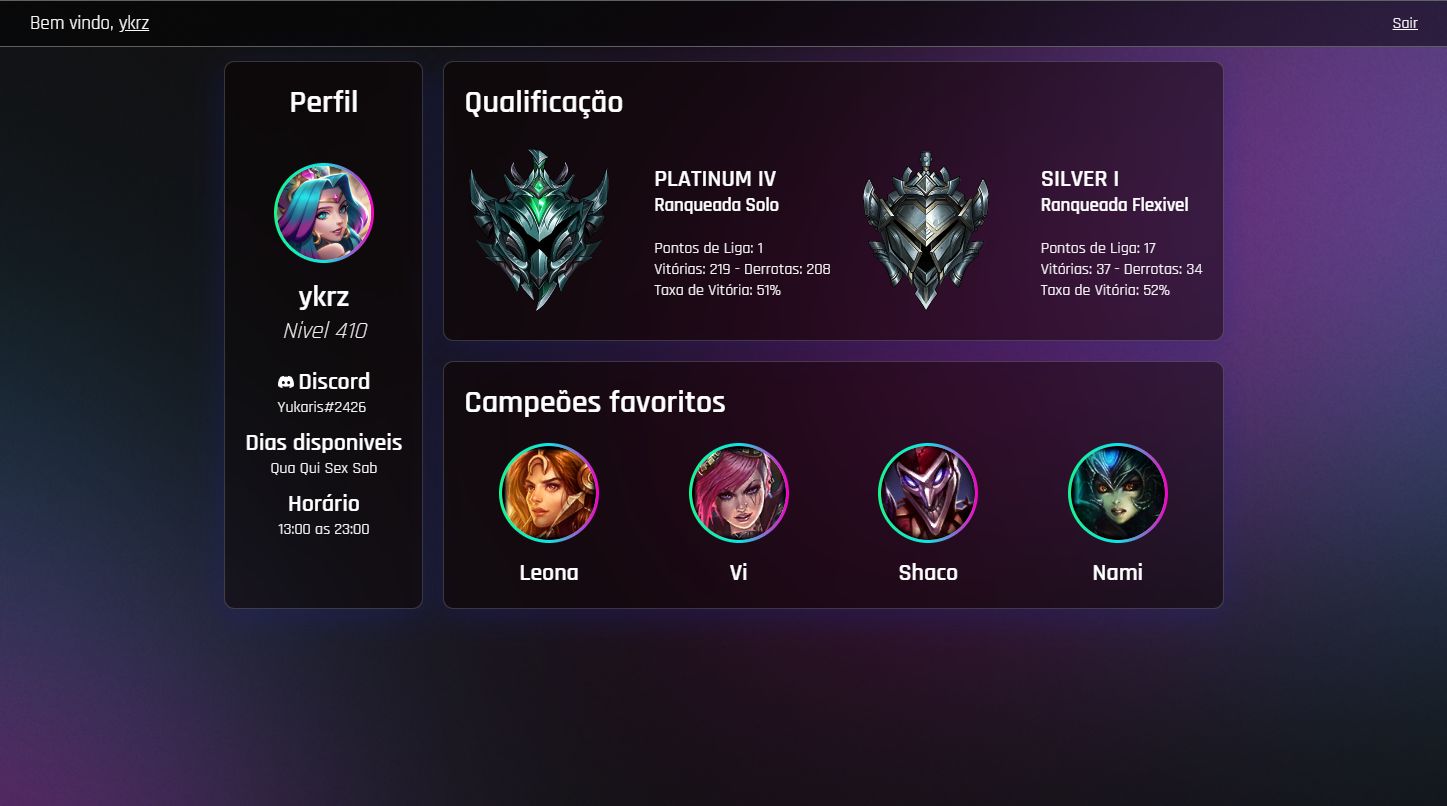 Bem vindo, ykrz
Sair
Perfil
ykrz
Nivel 410
Discord
Yukaris#2426
Dias disponiveis
Qua Qui Sex Sab
Horário
13:00 as 23:00
Qualificação
PLATINUM IV
Ranqueada Solo
Pontos de Liga: 1
Vitórias: 219 - Derrotas: 208
Taxa de Vitória: 51%
SILVER I
Ranqueada Flexivel
Pontos de Liga: 17
Vitórias: 37 - Derrotas: 34
Taxa de Vitória: 52%
Campeões favoritos
Leona
Vi
Shaco
Nami